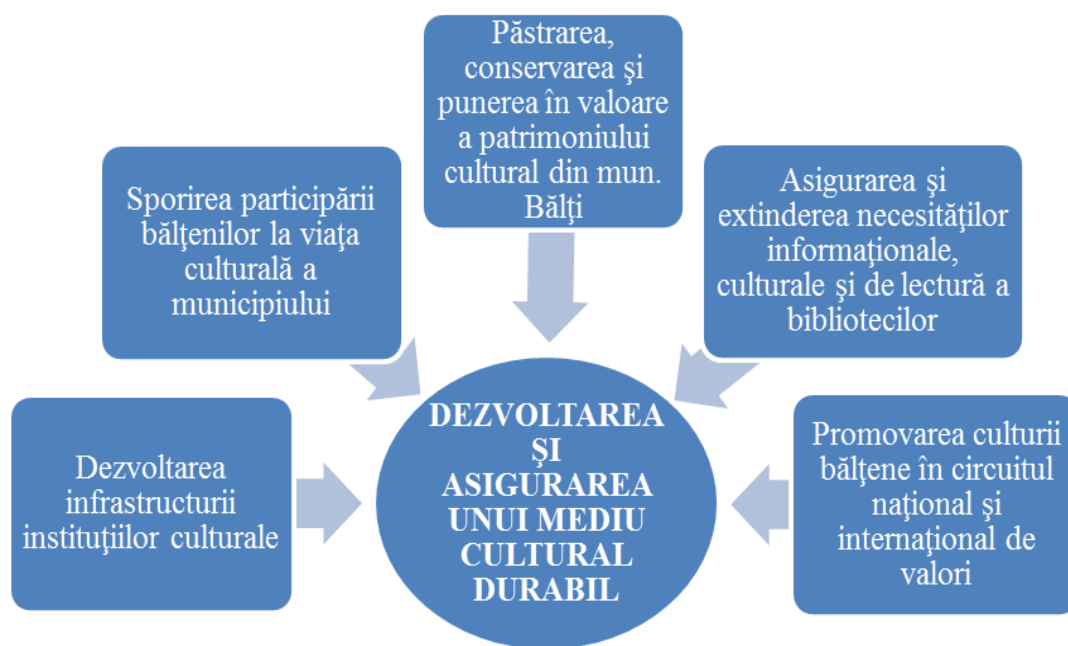 Păstrarea,
conservarea şi
punerea în valoare
a patrimoniului
cultural din mun.
Bălţi
Sporirea participării
bălţenilor la viaţa
culturală a
municipiului
Asigurarea şi
extinderea necesităţilor
informaţionale,
culturale şi de lectură a
bibliotecilor
Dezvoltarea
infrastructurii
instituţiilor culturale
DEZVOLTAREA
ŞI
ASIGURAREA
UNUI MEDIU
CULTURAL
DURABIL
Promovarea culturii
bălţene în circuitul
naţional şi
internaţional de
valori